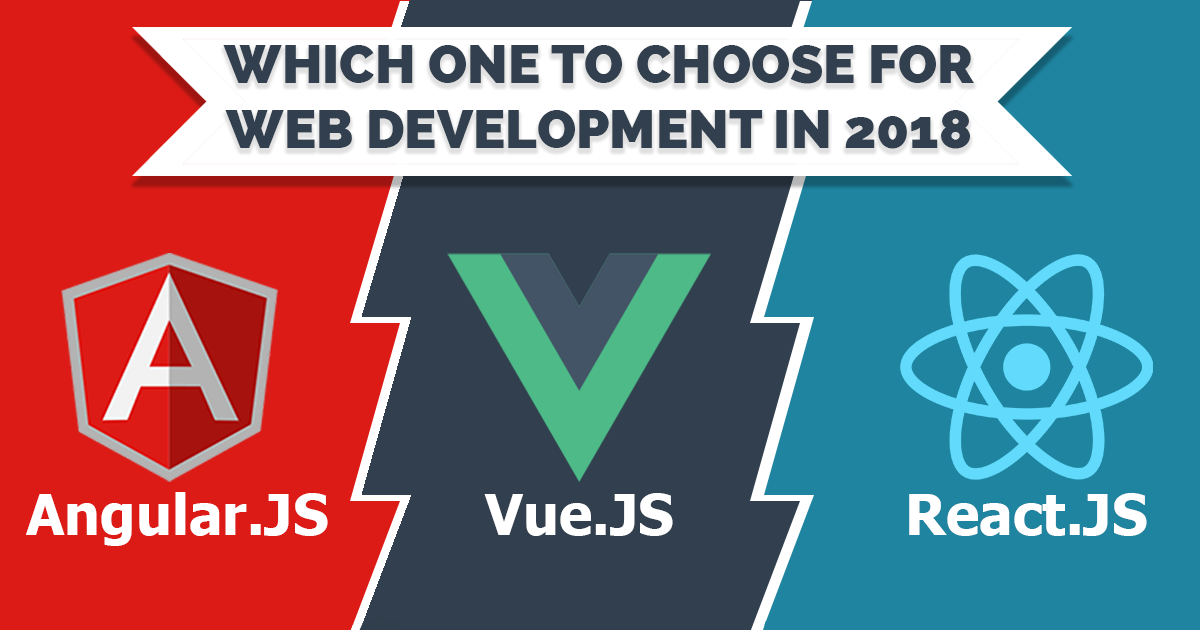 WHICH ONE TO CHOOSE FOR
WEB DEVELOPMENT IN 2018
A
Angular.JS
Vue.JS
React.JS